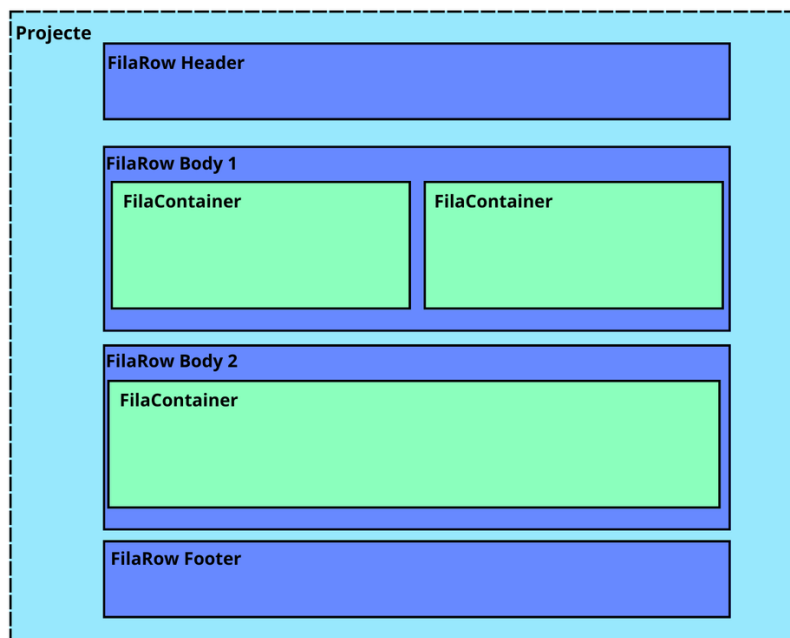 Projecte
FilaRow Header
FilaRow Body 1
FilaContainer
FilaContainer
FilaRow Body 2
FilaContainer
FilaRow Footer